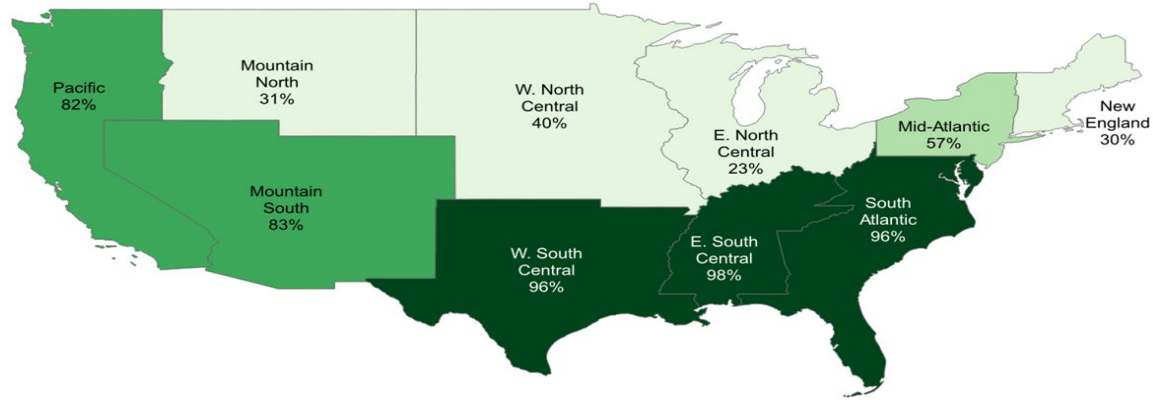 Pacific
82%
Mountain
North
31%
W. North
Central
40%
E. North
Central
23%
Mid-Atlantic
57%
New
England
30%
Mountain
South
83%
W. South
Central
96%
E. South
Central
98%
South
Atlantic
96%